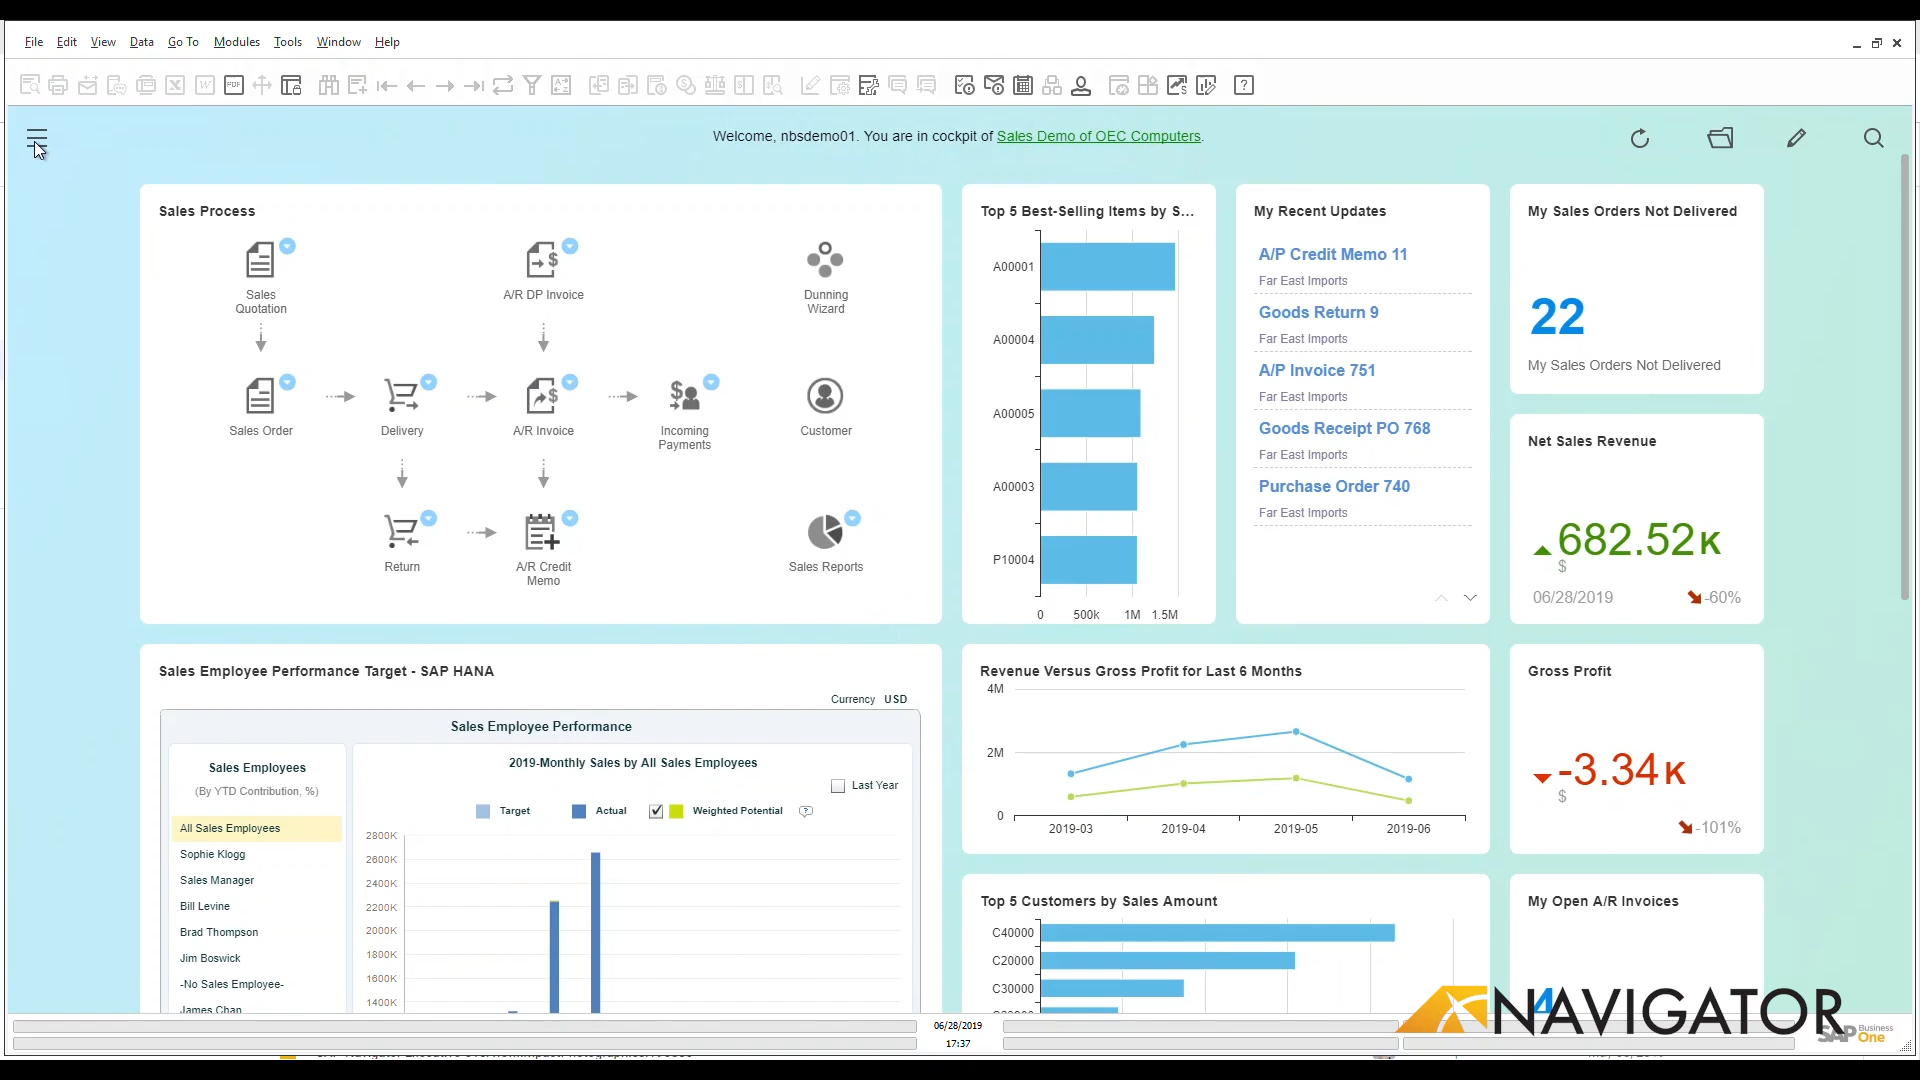 File Edit View Data Go To Modules Tools Window Help
Welcome, nbsdemo01. You are in cockpit of Sales Demo of OEC Computers.
Sales Process
Sales Quotation
A/R DP Invoice
Dunning Wizard
Sales Order
Delivery
A/R Invoice
Incoming Payments
Customer
Return
A/R Credit Memo
Sales Reports
Top 5 Best-Selling Items by S...
A00001
A00004
A00005
A00003
P10004
0 500k 1M 1.5M
My Recent Updates
A/P Credit Memo 11
Far East Imports
Goods Return 9
Far East Imports
A/P Invoice 751
Far East Imports
Goods Receipt PO 768
Far East Imports
Purchase Order 740
Far East Imports
My Sales Orders Not Delivered
22
My Sales Orders Not Delivered
Net Sales Revenue
682.52K
$
06/28/2019 -60%
Sales Employee Performance Target - SAP HANA
Currency USD
Sales Employee Performance
Sales Employees
(By YTD Contribution, %)
All Sales Employees
Sophie Klogg
Sales Manager
Bill Levine
Brad Thompson
Jim Boswick
-No Sales Employee-
James Chan
2019-Monthly Sales by All Sales Employees
Last Year
Target Actual Weighted Potential
2800K
2600K
2400K
2200K
2000K
1800K
1600K
1400K
Revenue Versus Gross Profit for Last 6 Months
4M
2M
0
2019-03 2019-04 2019-05 2019-06
Gross Profit
-3.34K
$
-101%
Top 5 Customers by Sales Amount
C40000
C20000
C30000
My Open A/R Invoices
4
NAVIGATOR
SAP Business One
06/28/2019
17:37